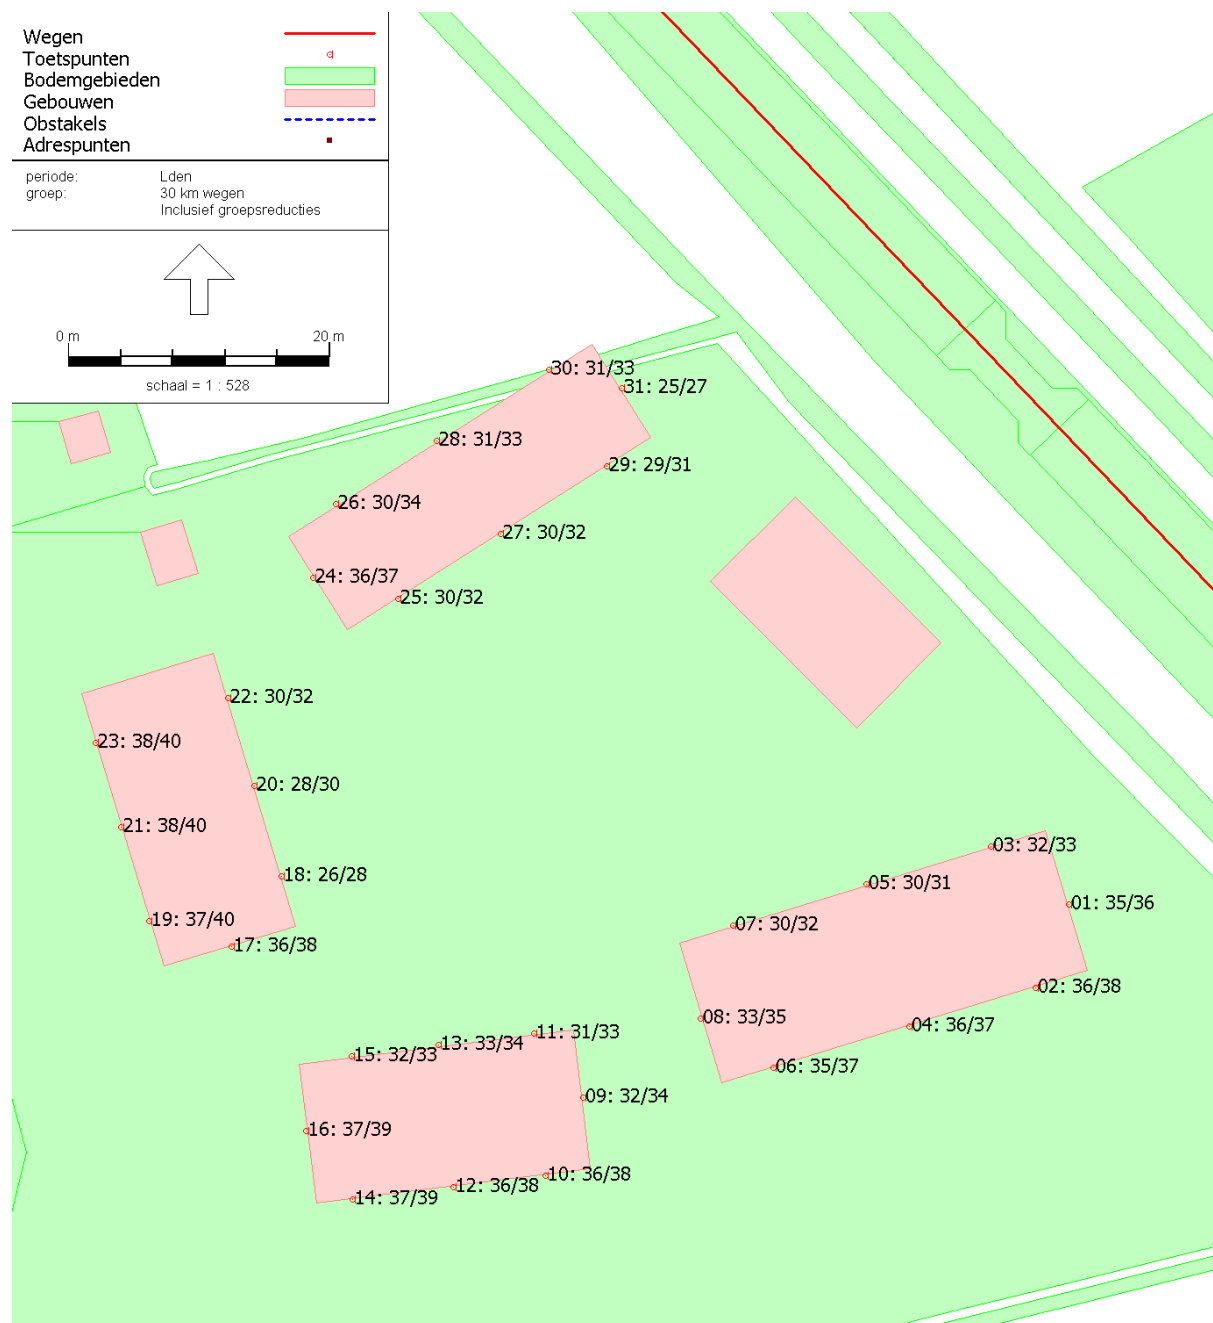 Wegen
Toetspunten
Bodemgebieden
Gebouwen
Obstakels
Adrespunten
periode: Lden
groep: 30 km wegen
Inclusief groepsreducties
0 m 20 m
schaal = 1 : 528
30: 31/33
31: 25/27
28: 31/33
29: 29/31
26: 30/34
27: 30/32
24: 36/37
25: 30/32
22: 30/32
23: 38/40
20: 28/30
21: 38/40
03: 32/33
18: 26/28
05: 30/31
01: 35/36
19: 37/40
07: 30/32
17: 36/38
02: 36/38
08: 33/35
04: 36/37
11: 31/33
13: 33/34
15: 32/33
06: 35/37
09: 32/34
16: 37/39
10: 36/38
12: 36/38
14: 37/39